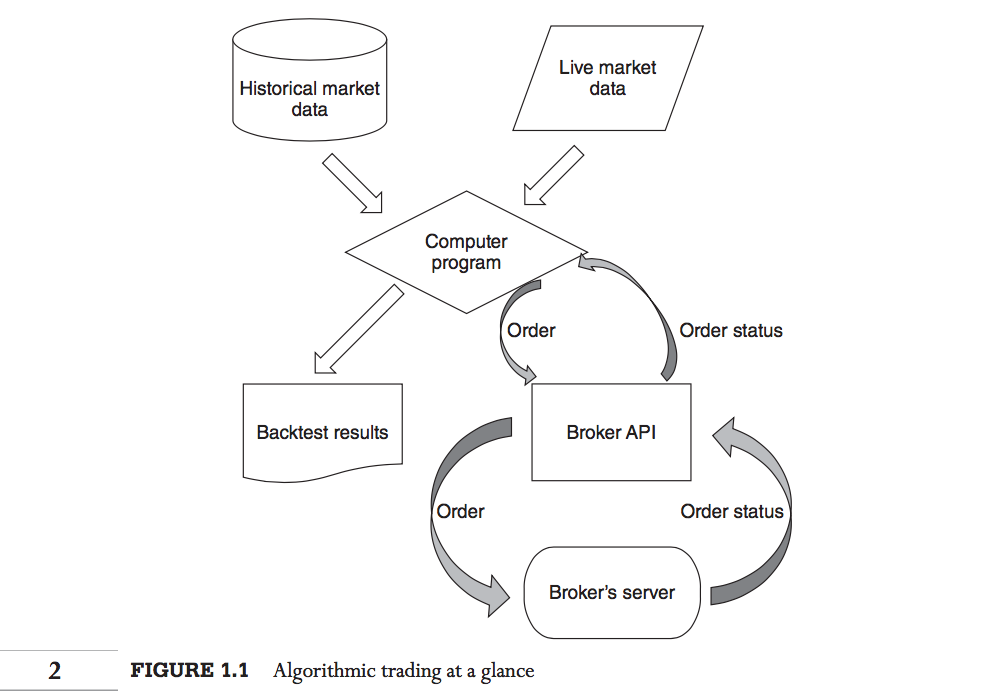 Historical market
data
Live market
data
Computer
program
Order
Order status
Backtest results
Broker API
Order
Order status
Broker’s server
2
FIGURE 1.1 Algorithmic trading at a glance